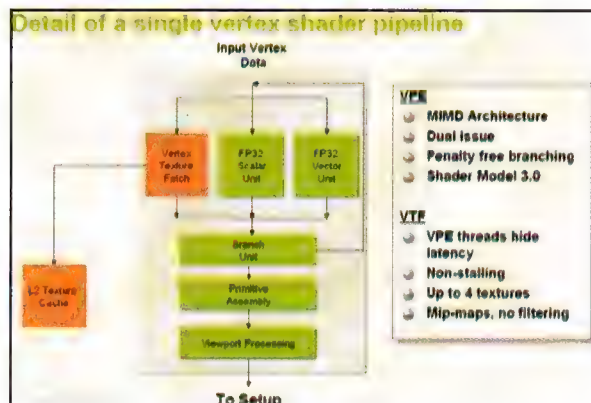 Detail of a single vertex shader pipeline
Input Vertex
Data
Vertex
Texture
Fetch
FP32
Scalar
Unit
FP32
Vector
Unit
Branch
Unit
L2 Texture
Cache
Primitive
Assembly
Viewport Processing
To Setup
VPE
MIMD Architecture
Dual issue
Penalty free branching
Shader Model 3.0
VTF
VPE threads hide
latency
Non-stalling
Up to 4 textures
Mip-maps, no filtering